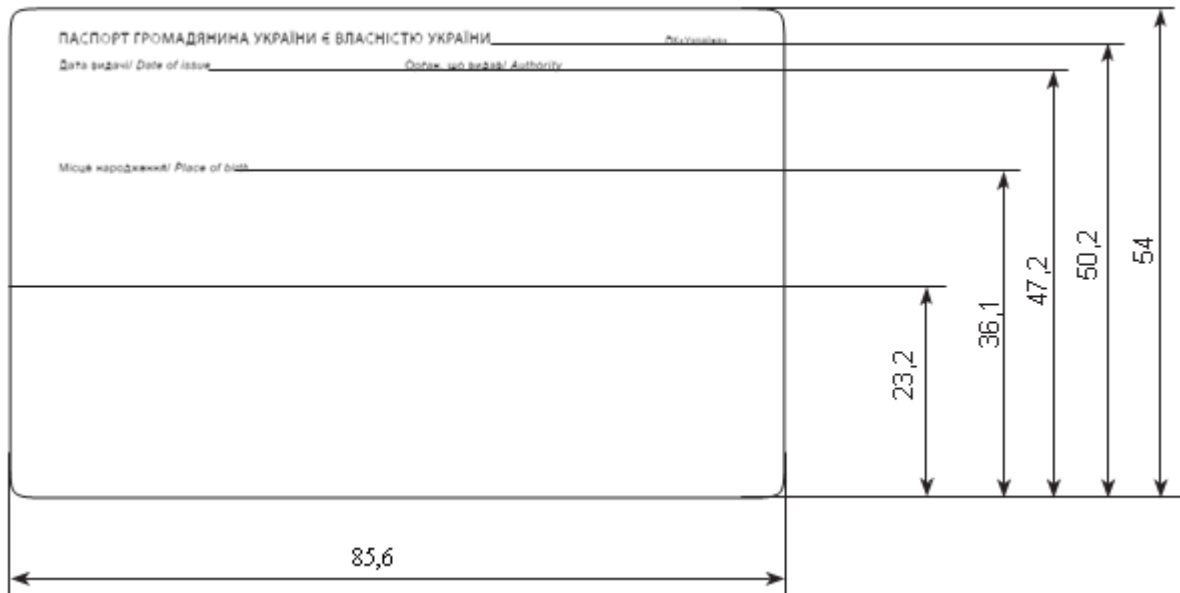 ПАСПОРТ ГРОМАДЯНИНА УКРАЇНИ Є ВЛАСНІСТЮ УКРАЇНИ
Дата видачі/ Date of issue Орган, що видав/ Authority
Місце народження/ Place of birth
54
50,2
47,2
36,1
23,2
85,6